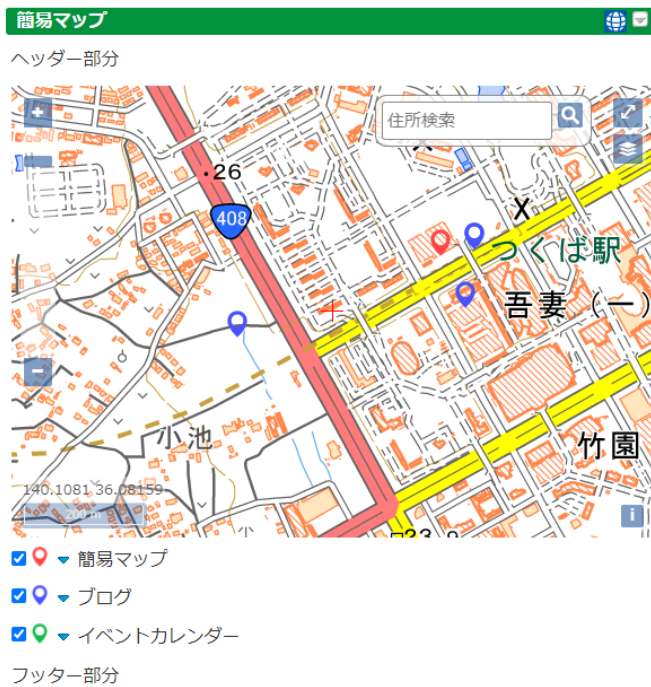 簡易マップ
ヘッダー部分
住所検索
・26
408
X
つくば駅
吾妻（一）
小池
竹園
140.1081 36.08159
200 m
小
i
簡易マップ
ブログ
イベントカレンダー
フッター部分